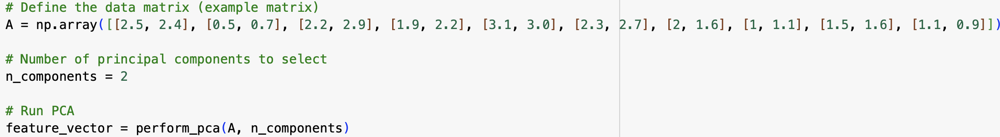 # Define the data matrix (example matrix)
A = np.array([[2.5, 2.4], [0.5, 0.7], [2.2, 2.9], [1.9, 2.2], [3.1, 3.0], [2.3, 2.7], [2, 1.6], [1, 1.1], [1.5, 1.6], [1.1, 0.9]])
# Number of principal components to select
n_components = 2
# Run PCA
feature_vector = perform_pca(A, n_components)